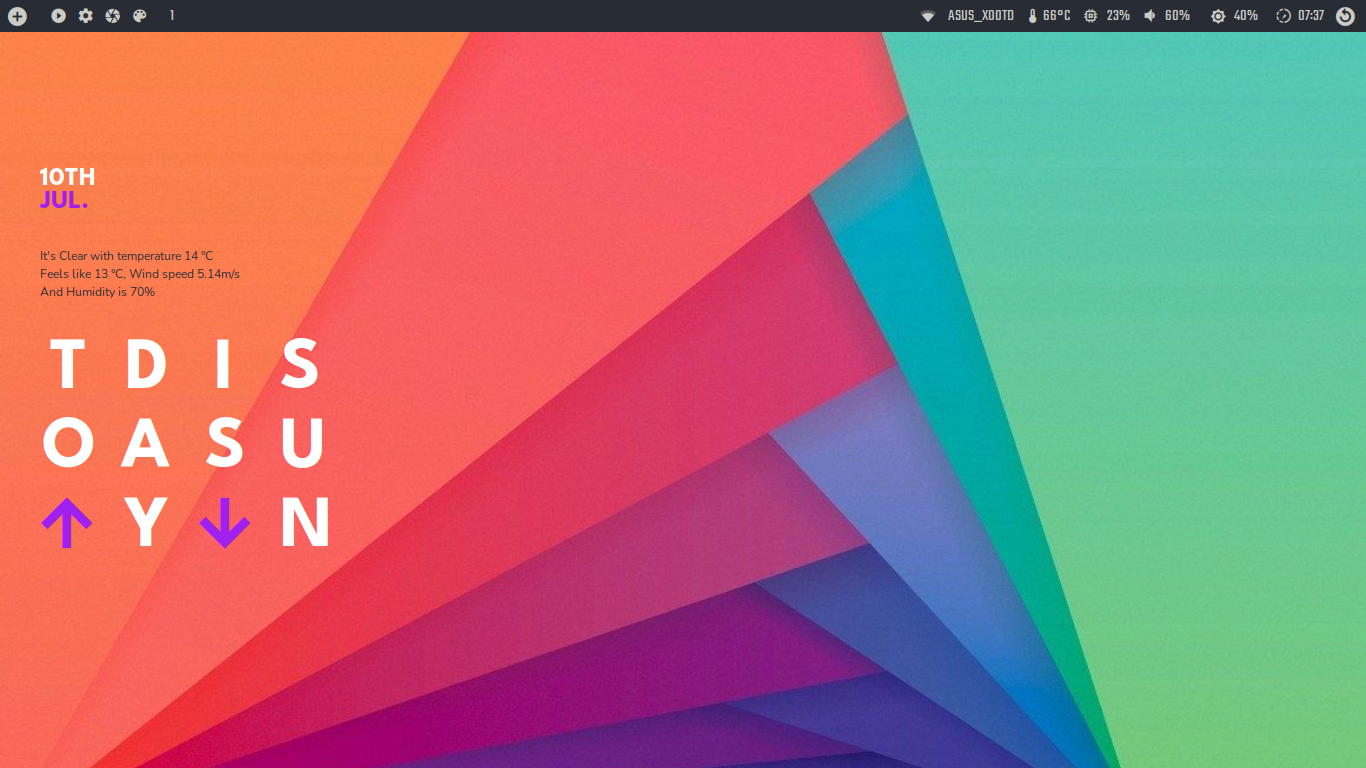 1 ASUS_X00TD 66°C 23% 60% 40% 07:37
10TH
JUL.
It's Clear with temperature 14 °C
Feels like 13 °C, Wind speed 5.14m/s
And Humidity is 70%
T D I S
O A S U
↑ Y ↓ N